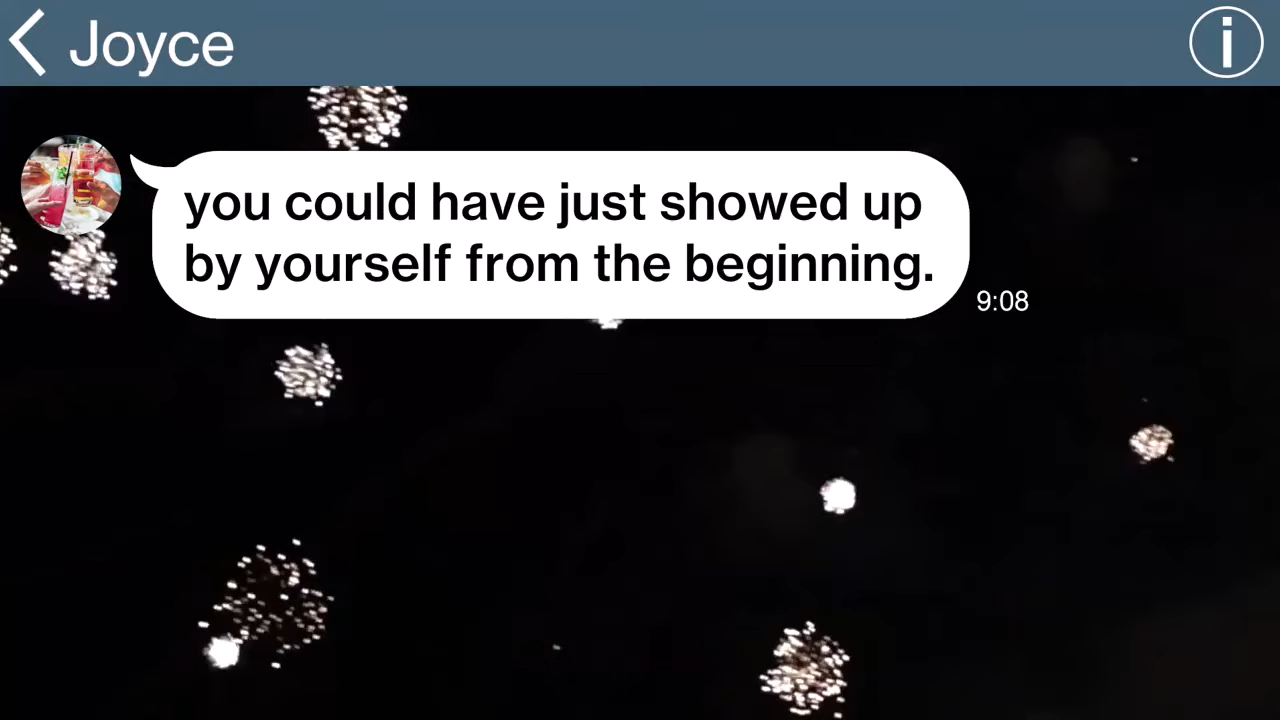 Joyce
i
you could have just showed up
by yourself from the beginning.
9:08